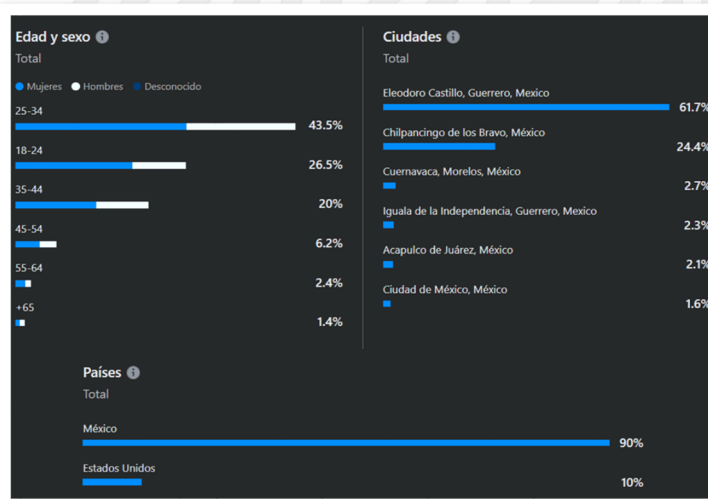 Edad y sexo
Total
Mujeres Hombres Desconocido
25-34
43.5%
18-24
26.5%
35-44
20%
45-54
6.2%
55-64
2.4%
+65
1.4%
Ciudades
Total
Eleodoro Castillo, Guerrero, Mexico
61.7%
Chilpancingo de los Bravo, México
24.4%
Cuernavaca, Morelos, México
2.7%
Iguala de la Independencia, Guerrero, Mexico
2.3%
Acapulco de Juárez, México
2.1%
Ciudad de México, México
1.6%
Países
Total
México
90%
Estados Unidos
10%